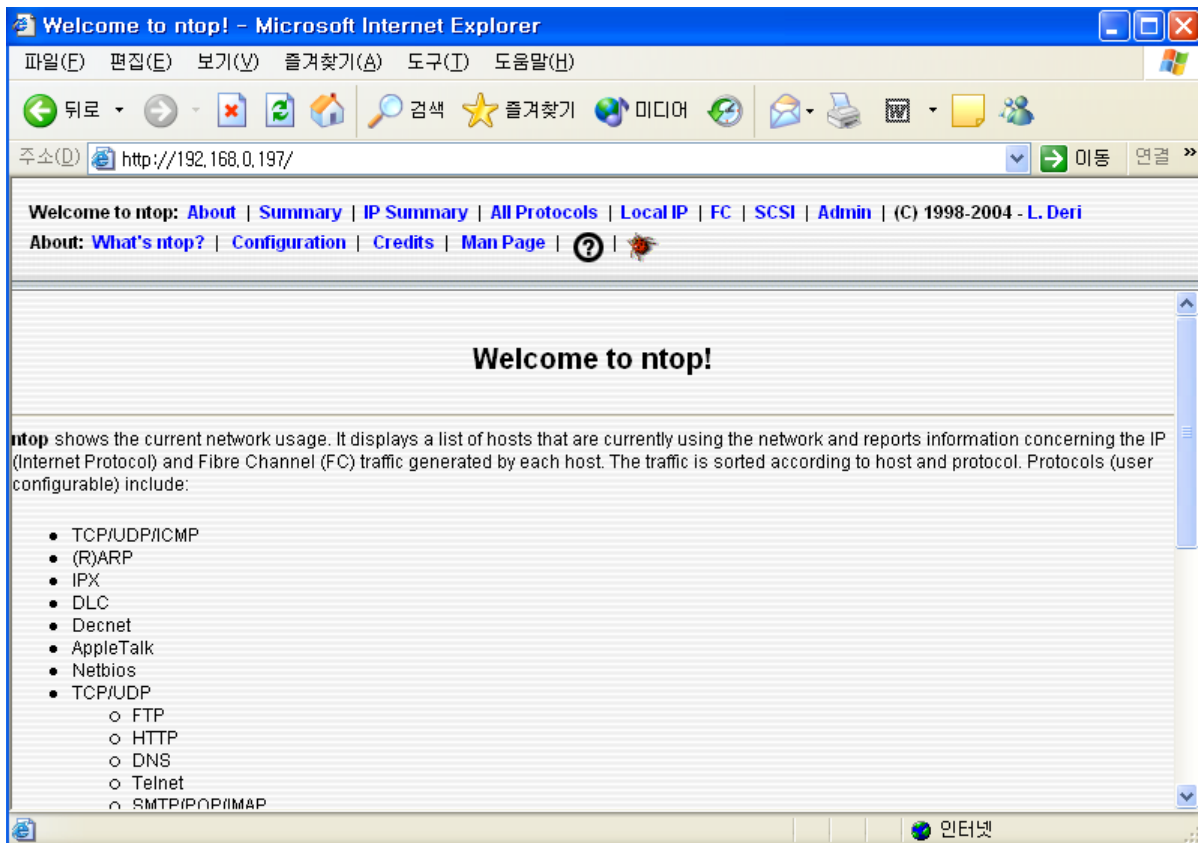 Welcome to ntop! - Microsoft Internet Explorer
파일(F) 편집(E) 보기(V) 즐겨찾기(A) 도구(T) 도움말(H)
뒤로 검색 즐겨찾기 미디어
주소(D) http://192,168,0,197/ 이동 연결 »
Welcome to ntop: About | Summary | IP Summary | All Protocols | Local IP | FC | SCSI | Admin | (C) 1998-2004 - L. Deri
About: What's ntop? | Configuration | Credits | Man Page | ? |
Welcome to ntop!
ntop shows the current network usage. It displays a list of hosts that are currently using the network and reports information concerning the IP
(Internet Protocol) and Fibre Channel (FC) traffic generated by each host. The traffic is sorted according to host and protocol. Protocols (user
configurable) include:
• TCP/UDP/ICMP
• (R)ARP
• IPX
• DLC
• Decnet
• AppleTalk
• Netbios
• TCP/UDP
○ FTP
○ HTTP
○ DNS
○ Telnet
○ SMTP/POP/IMAP
인터넷